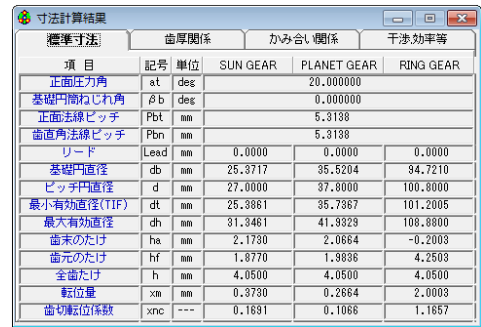 寸法計算結果
標準寸法 歯厚関係 かみ合い関係 干渉,効率等
項 目 記号 単位 SUN GEAR PLANET GEAR RING GEAR
正面圧力角 at deg 20.000000
基礎円筒ねじれ角 βb deg 0.000000
正面法線ピッチ Pbt mm 5.3138
歯直角法線ピッチ Pbn mm 5.3138
リード Lead mm 0.0000 0.0000 0.0000
基礎円直径 db mm 25.3717 35.5204 94.7210
ピッチ円直径 d mm 27.0000 37.8000 100.8000
最小有効直径(TIF) dt mm 25.3861 35.7367 101.2005
最大有効直径 dh mm 31.3461 41.9329 108.8800
歯末のたけ ha mm 2.1730 2.0664 -0.2003
歯元のたけ hf mm 1.8770 1.9836 4.2503
全歯たけ h mm 4.0500 4.0500 4.0500
転位量 xm mm 0.3730 0.2664 2.0003
歯切転位係数 xnc --- 0.1691 0.1066 1.1657